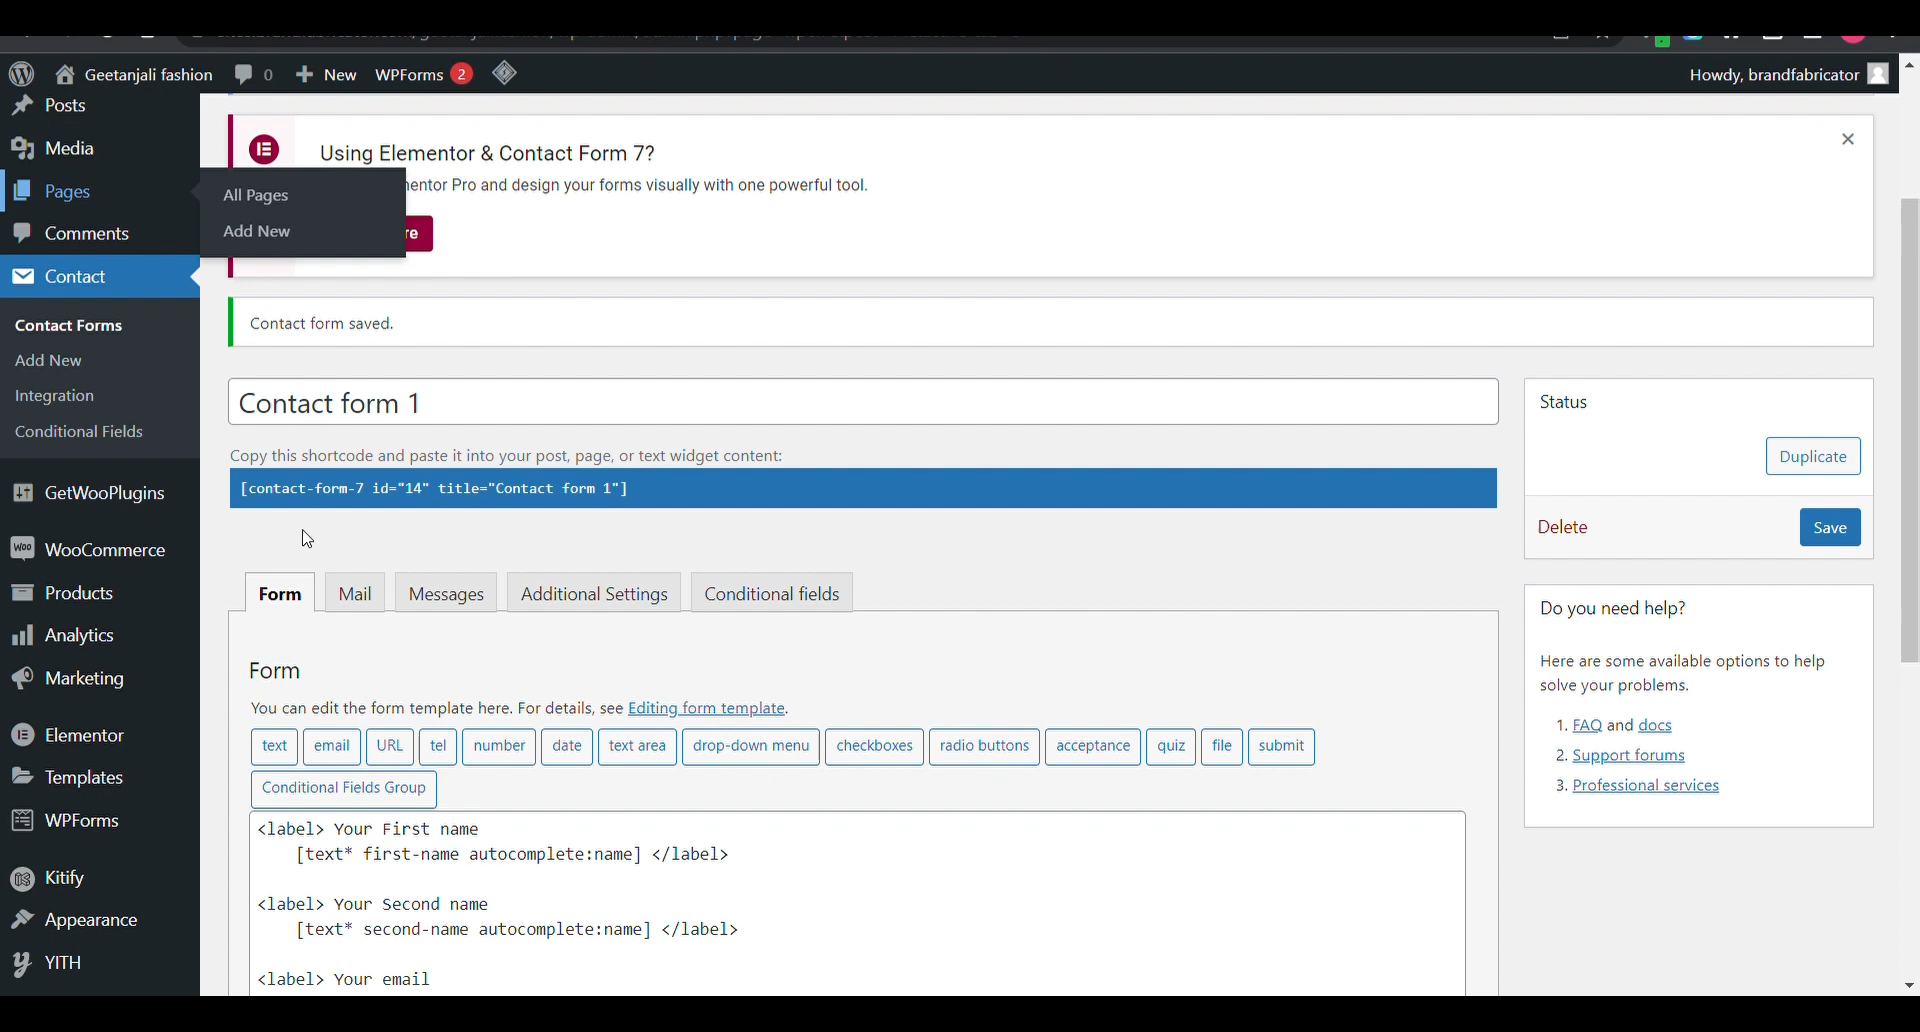 Geetanjali fashion
0
New
WPForms 2
Howdy, brandfabricator
Posts
Media
Pages
All Pages
Add New
Comments
Contact
Contact Forms
Add New
Integration
Conditional Fields
GetWooPlugins
WooCommerce
Products
Analytics
Marketing
Elementor
Templates
WPForms
Kitify
Appearance
YITH
Using Elementor & Contact Form 7?
mentor Pro and design your forms visually with one powerful tool.
re
Contact form saved.
Contact form 1
Copy this shortcode and paste it into your post, page, or text widget content:
[contact-form-7 id="14" title="Contact form 1"]
Form Mail Messages Additional Settings Conditional fields
Form
You can edit the form template here. For details, see Editing form template.
text email URL tel number date text area drop-down menu checkboxes radio buttons acceptance quiz file submit
Conditional Fields Group
<label> Your First name
[text* first-name autocomplete:name] </label>
<label> Your Second name
[text* second-name autocomplete:name] </label>
<label> Your email
Status
Duplicate
Delete
Save
Do you need help?
Here are some available options to help
solve your problems.
1. FAQ and docs
2. Support forums
3. Professional services